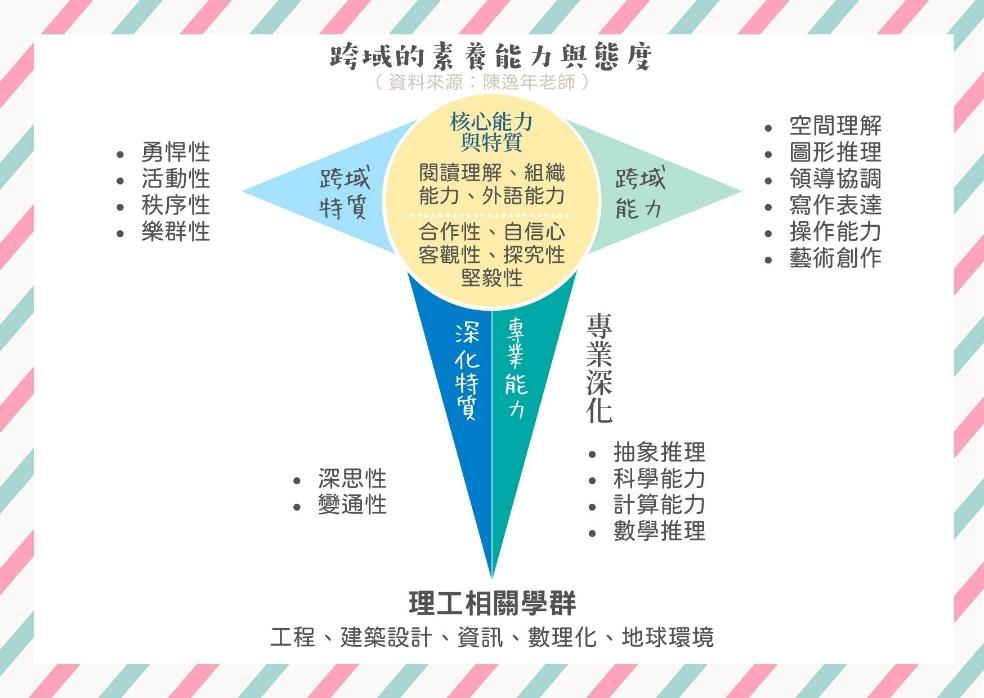 跨域的素養能力與態度
（資料來源：陳逸年老師）
核心能力
與特質
閱讀理解、組織
能力、外語能力
合作性、自信心
客觀性、探究性
堅毅性
跨域
特質
• 勇悍性
• 活動性
• 秩序性
• 樂群性
跨域
能力
• 空間理解
• 圖形推理
• 領導協調
• 寫作表達
• 操作能力
• 藝術創作
深化特質
專業能力
專業深化
• 深思性
• 變通性
• 抽象推理
• 科學能力
• 計算能力
• 數學推理
理工相關學群
工程、建築設計、資訊、數理化、地球環境